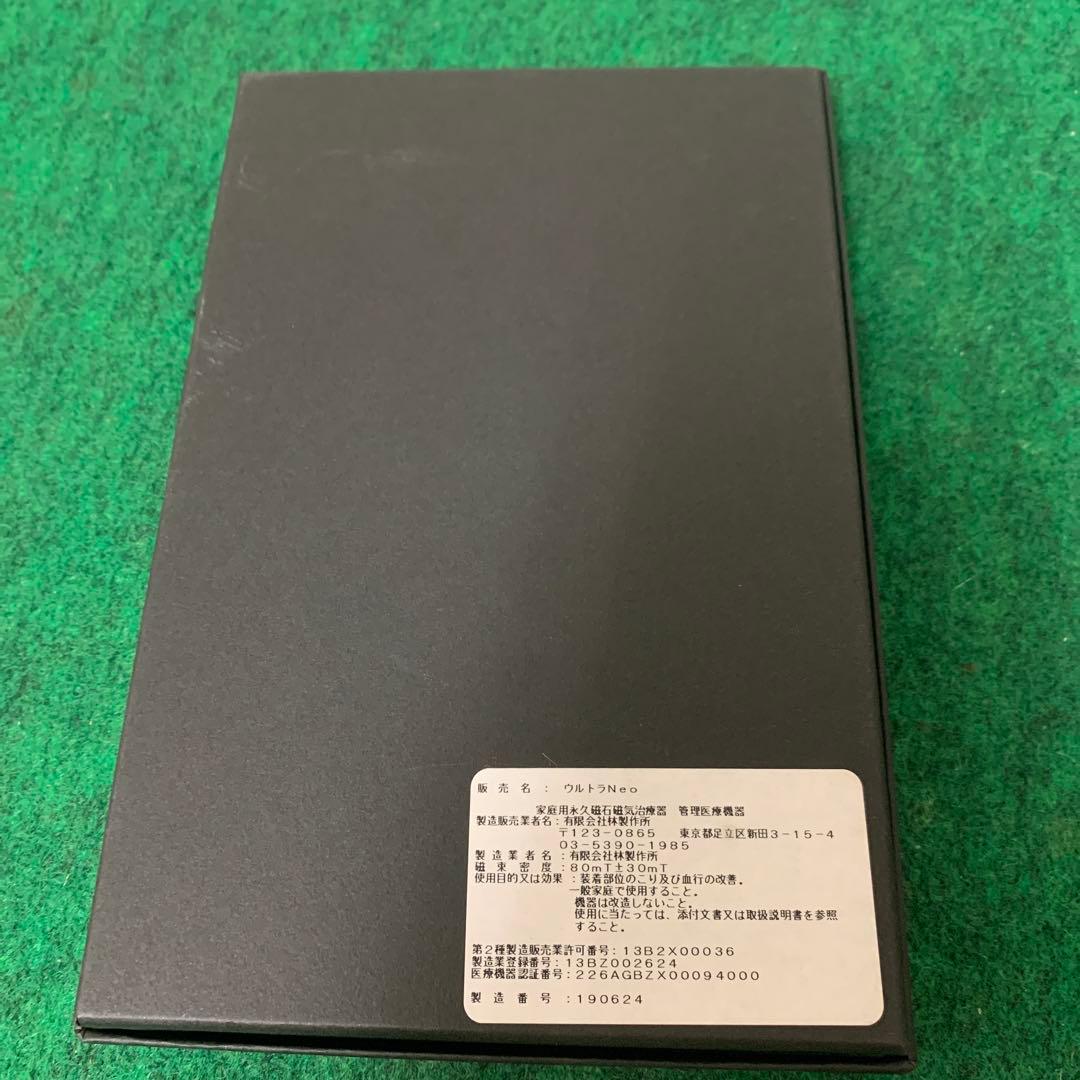 販売名：ウルトラNeo
家庭用永久磁石磁気治療器　管理医療機器
製造販売業者名：有限会社林製作所
〒123-0865　東京都足立区新田3-15-4
03-5390-1985
製造業者名：有限会社林製作所
磁束密度：80mT±30mT
使用目的又は効果：装着部位のこり及び血行の改善。
一般家庭で使用すること。
機器は改造しないこと。
使用に当たっては、添付文書又は取扱説明書を参照
すること。
第2種製造販売業許可番号：13B2X00036
製造業登録番号：13BZ002624
医療機器認証番号：226AGBZX00094000
製造番号：190624